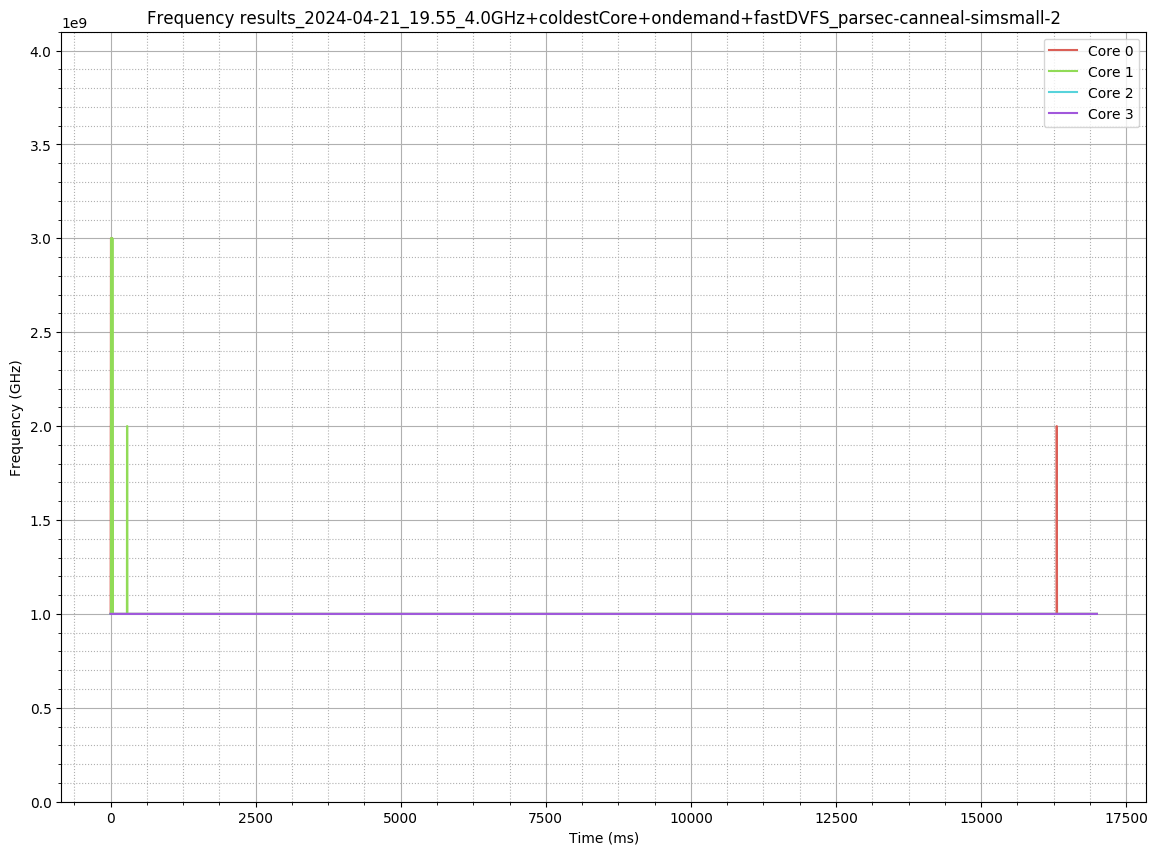 Frequency results_2024-04-21_19.55_4.0GHz+coldestCore+ondemand+fastDVFS_parsec-canneal-simsmall-2
1e9
Core 0
Core 1
Core 2
Core 3
4.0
3.5
3.0
2.5
2.0
1.5
1.0
0.5
0.0
Frequency (GHz)
0 2500 5000 7500 10000 12500 15000 17500
Time (ms)